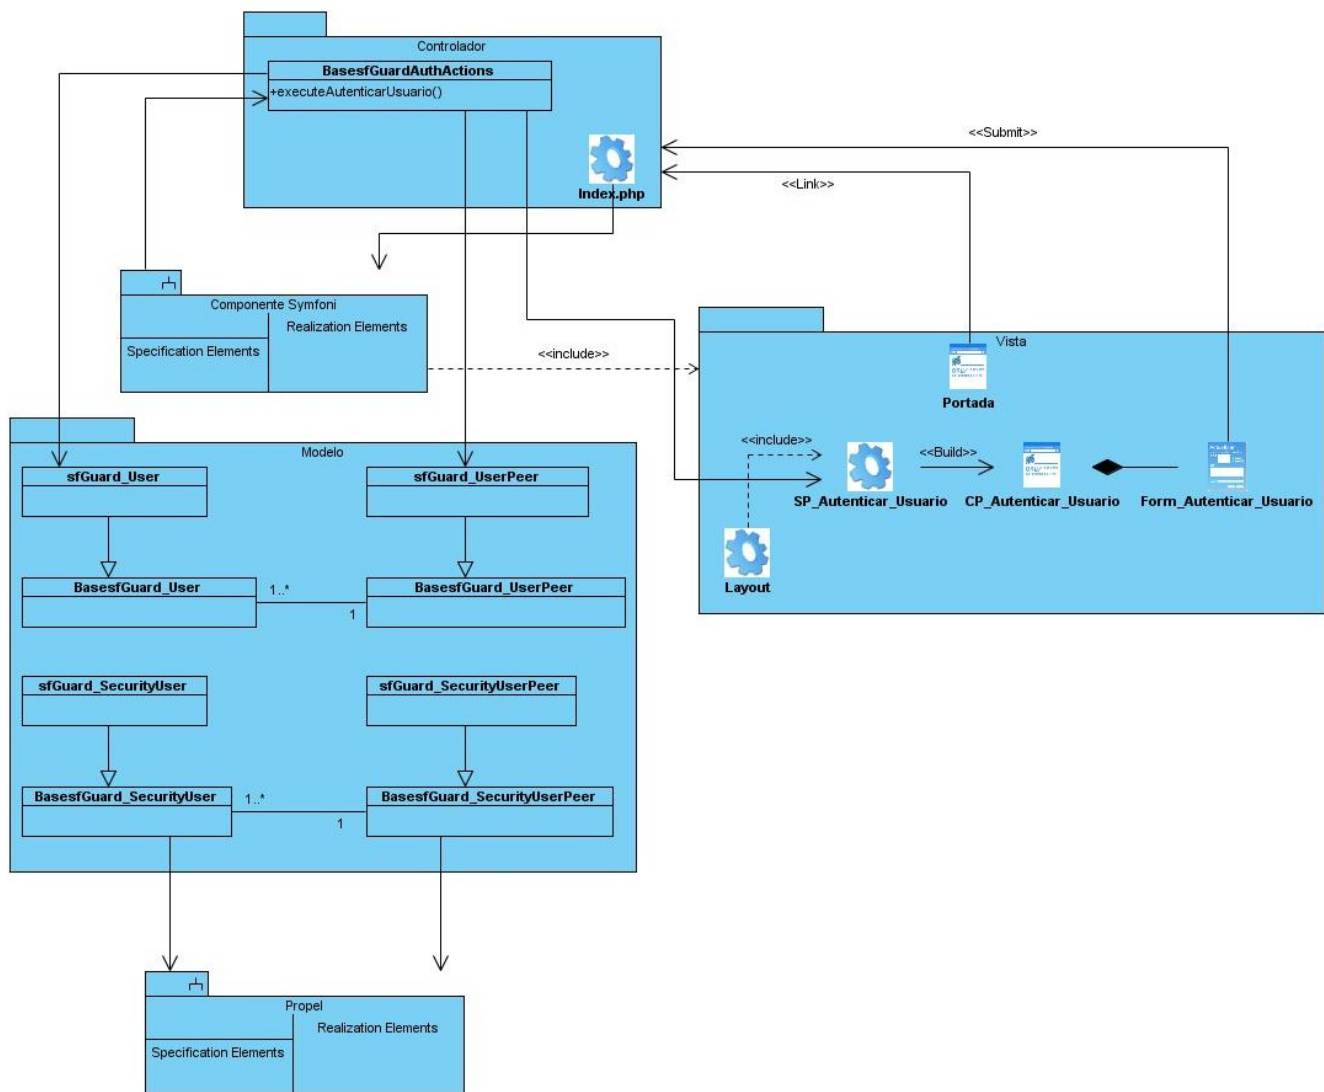 Controlador
BasesfGuardAuthActions
+executeAutenticarUsuario()
Index.php
<<Submit>>
<<Link>>
Componente Symfoni
Realization Elements
Specification Elements
<<include>>
Vista
Portada
<<include>>
<<Build>>
SP_Autenticar_Usuario
CP_Autenticar_Usuario
Form_Autenticar_Usuario
Layout
Modelo
sfGuard_User
sfGuard_UserPeer
BasesfGuard_User
1..*
1
BasesfGuard_UserPeer
sfGuard_SecurityUser
sfGuard_SecurityUserPeer
BasesfGuard_SecurityUser
1..*
1
BasesfGuard_SecurityUserPeer
Propel
Realization Elements
Specification Elements